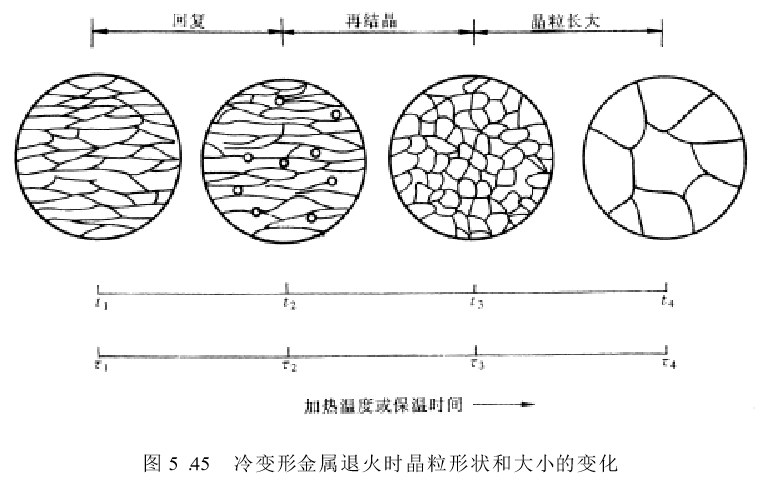 回复 再结晶 晶粒长大
t1 t2 t3 t4
τ1 τ2 τ3 τ4
加热温度或保温时间
图 5 .45 冷变形金属退火时晶粒形状和大小的变化